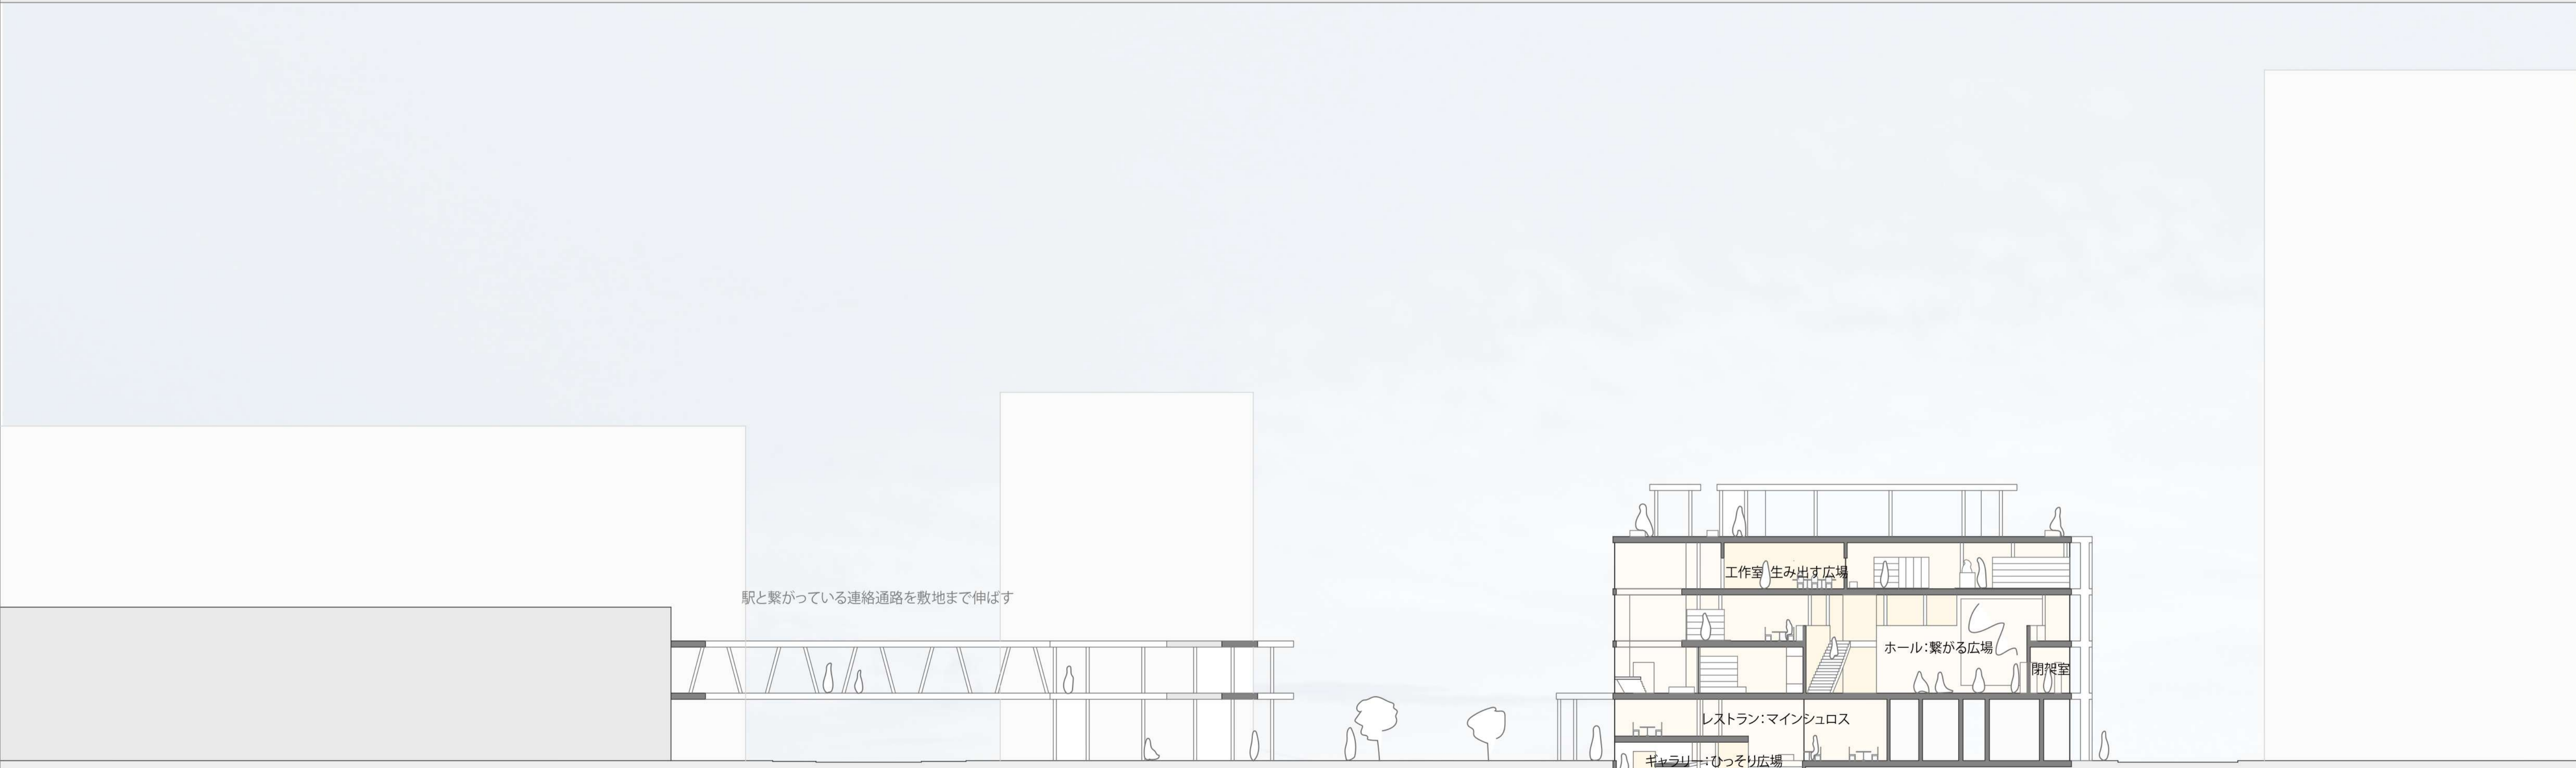 工作室:生み出す広場
駅と繋がっている連絡通路を敷地まで伸ばす
ホール:繋がる広場
閉架室
レストラン:マインシュロス
ギャラリー:ひっそり広場